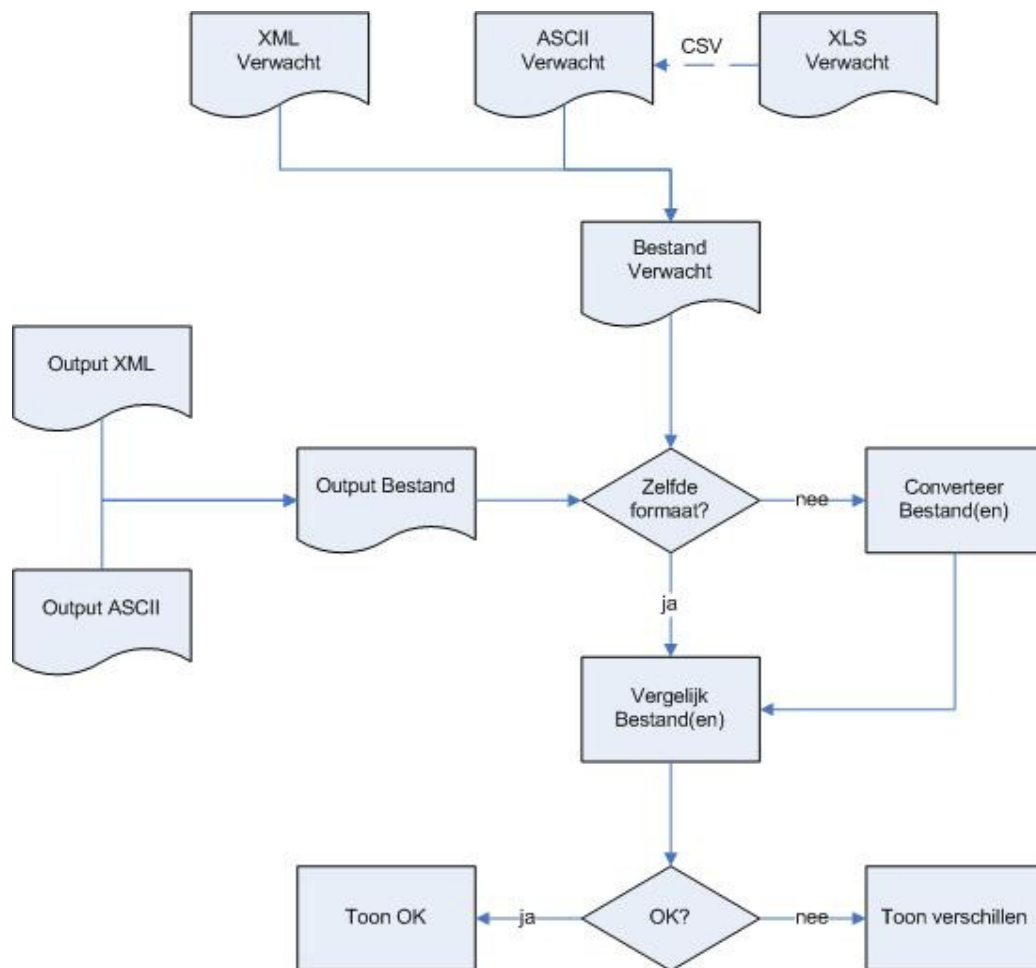 XML
Verwacht
ASCII
Verwacht
CSV
XLS
Verwacht
Bestand
Verwacht
Output XML
Output Bestand
Zelfde
formaat?
nee
Converteer
Bestand(en)
Output ASCII
ja
Vergelijk
Bestand(en)
Toon OK
ja
OK?
nee
Toon verschillen